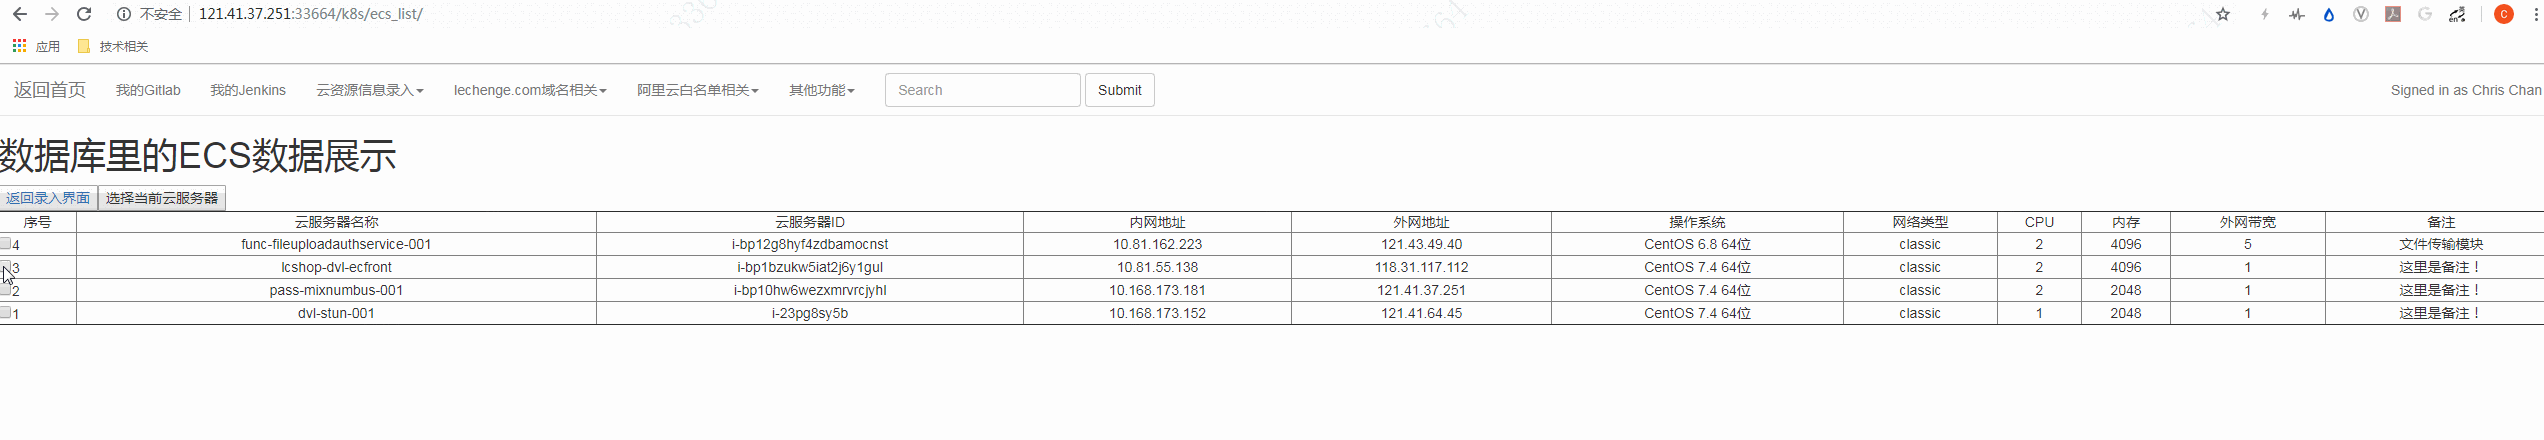 不安全 121.41.37.251:33664/k8s/ecs_list/
应用 技术相关
返回首页 我的Gitlab 我的Jenkins 云资源信息录入 lechenge.com域名相关 阿里云白名单相关 其他功能 Search Submit Signed in as Chris Chan
数据库里的ECS数据展示
返回录入界面 选择当前云服务器
序号 云服务器名称 云服务器ID 内网地址 外网地址 操作系统 网络类型 CPU 内存 外网带宽 备注
4 func-fileuploadauthservice-001 i-bp12g8hyf4zdbamocnst 10.81.162.223 121.43.49.40 CentOS 6.8 64位 classic 2 4096 5 文件传输模块
3 lcshop-dvl-ecfront i-bp1bzukw5iat2j6y1gul 10.81.55.138 118.31.117.112 CentOS 7.4 64位 classic 2 4096 1 这里是备注！
2 pass-mixnumbus-001 i-bp10hw6wezxmrvrcjyhl 10.168.173.181 121.41.37.251 CentOS 7.4 64位 classic 2 2048 1 这里是备注！
1 dvl-stun-001 i-23pg8sy5b 10.168.173.152 121.41.64.45 CentOS 7.4 64位 classic 1 2048 1 这里是备注！